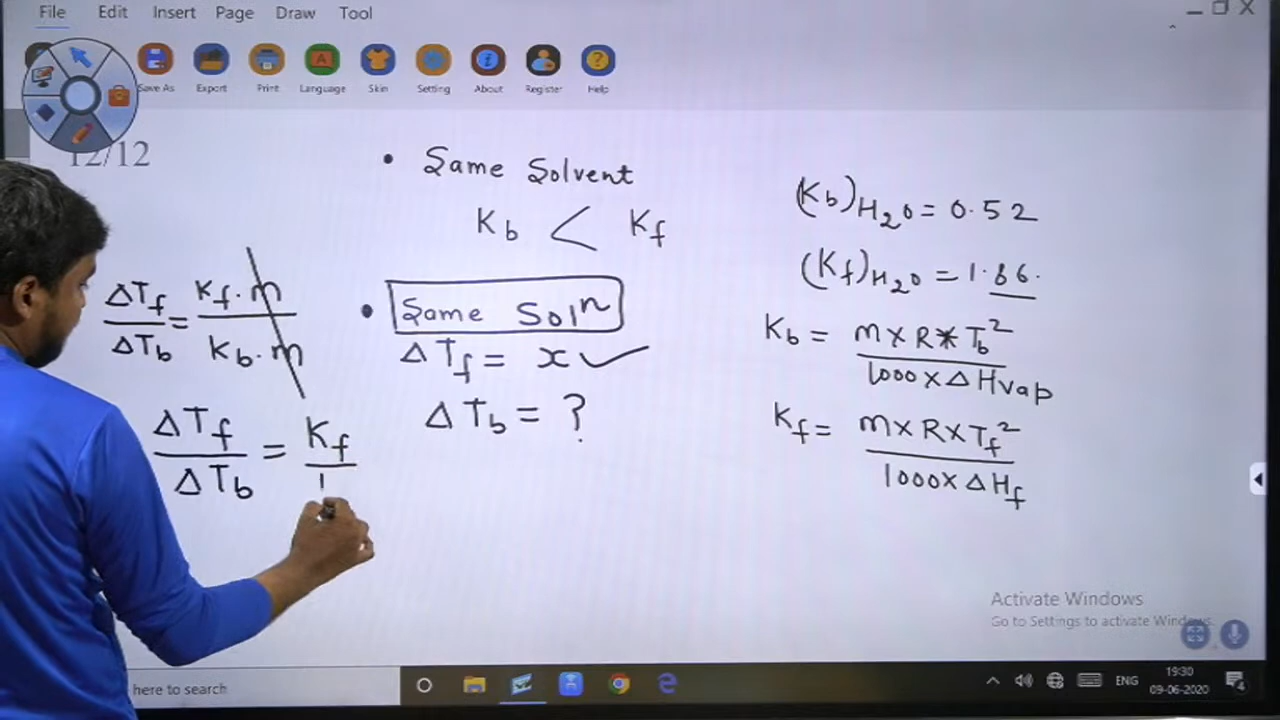 File Edit Insert Page Draw Tool
Save As Export Print Language Skin Setting About Register Help
12/12
• Same Solvent
Kb < Kf
• Same Solⁿ
ΔTf = x ✓
ΔTb = ?
ΔTf/ΔTb = Kf·m/Kb·m
ΔTf/ΔTb = Kf/
(Kb)H₂O = 0.52
(Kf)H₂O = 1.86.
Kb = M×R×Tb²/1000×ΔHvap
Kf = M×R×Tf²/1000×ΔHf
Activate Windows
Go to Settings to activate Windows.
here to search
ENG
19:30
09-06-2020
4